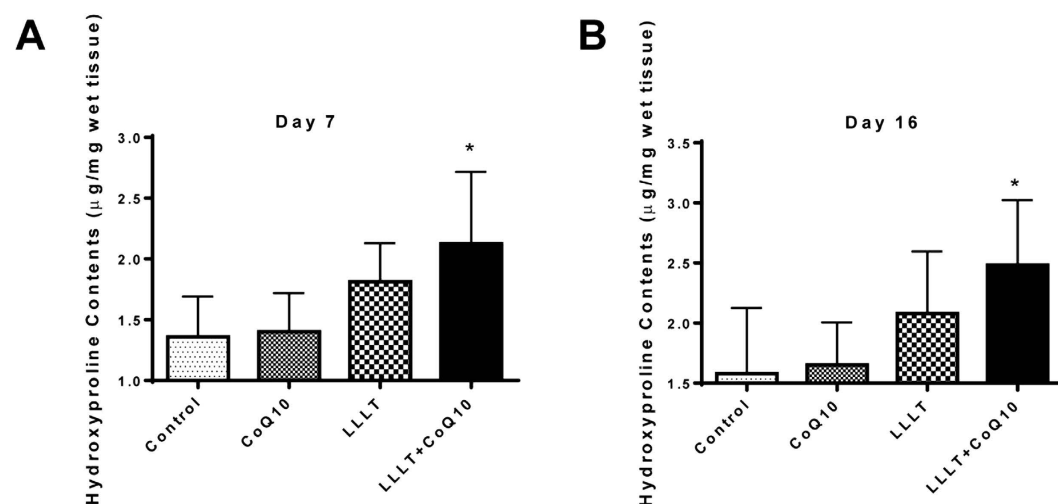 A
Hydroxyproline Contents (μg/mg wet tissue)
Day 7
3.0
2.5
2.0
1.5
1.0
Control
CoQ10
LLLT
LLLT+CoQ10
*
B
Hydroxyproline Contents (μg/mg wet tissue)
Day 16
3.5
3.0
2.5
2.0
1.5
Control
CoQ10
LLLT
LLLT+CoQ10
*